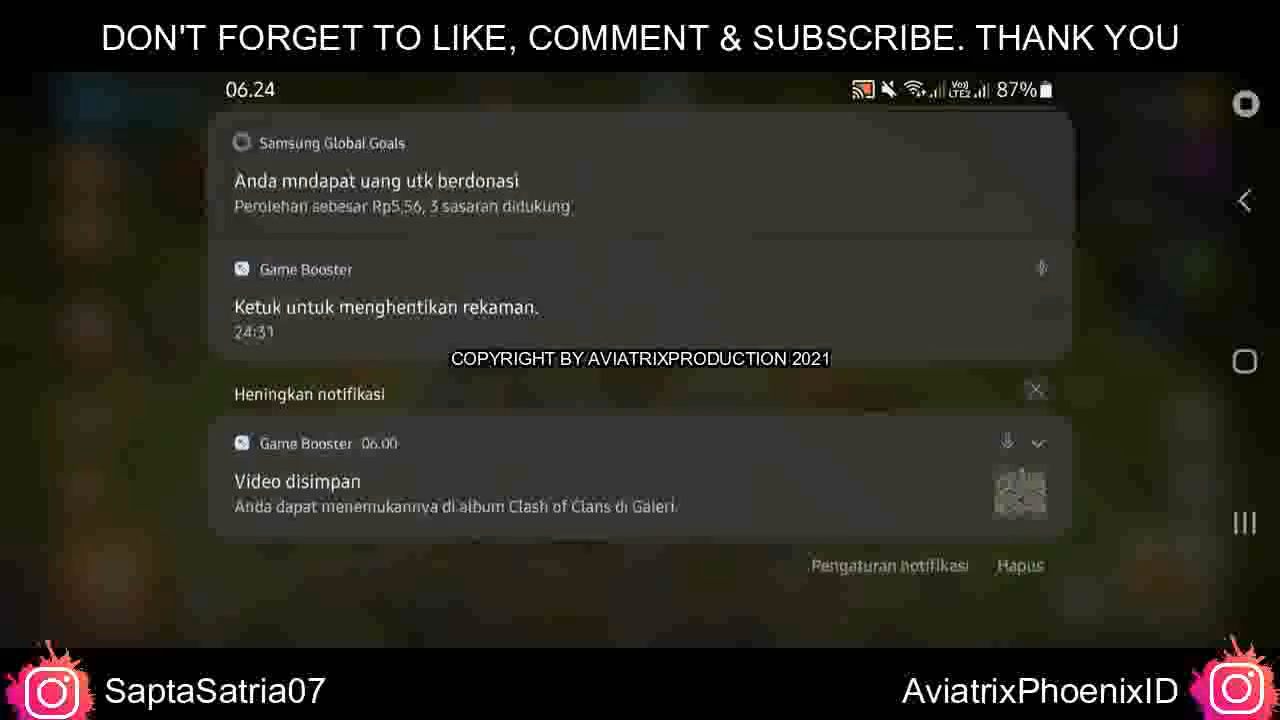 DON'T FORGET TO LIKE, COMMENT & SUBSCRIBE. THANK YOU
06.24
Vo)) LTE2 87%
Samsung Global Goals
Anda mndapat uang utk berdonasi
Perolehan sebesar Rp5,56, 3 sasaran didukung
Game Booster
Ketuk untuk menghentikan rekaman.
24:31
COPYRIGHT BY AVIATRIXPRODUCTION 2021
Heningkan notifikasi
Game Booster 06.00
Video disimpan
Anda dapat menemukannya di album Clash of Clans di Galeri.
Pengaturan notifikasi Hapus
SaptaSatria07 AviatrixPhoenixID